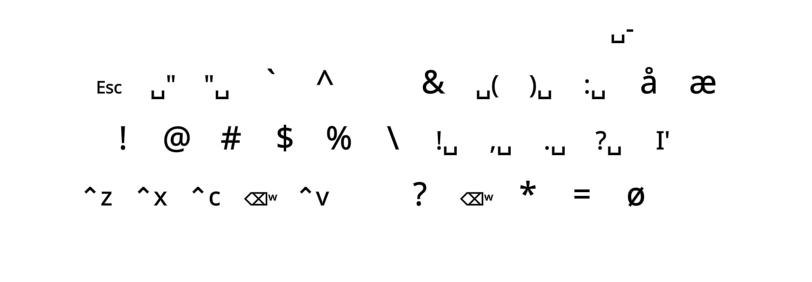 ␣-
Esc ␣" "␣ ` ^ & ␣( )␣ :␣ å æ
! @ # $ % \ !␣ ,␣ .␣ ?␣ I'
^z ^x ^c ⌫w ^v ? ⌫w * = ø